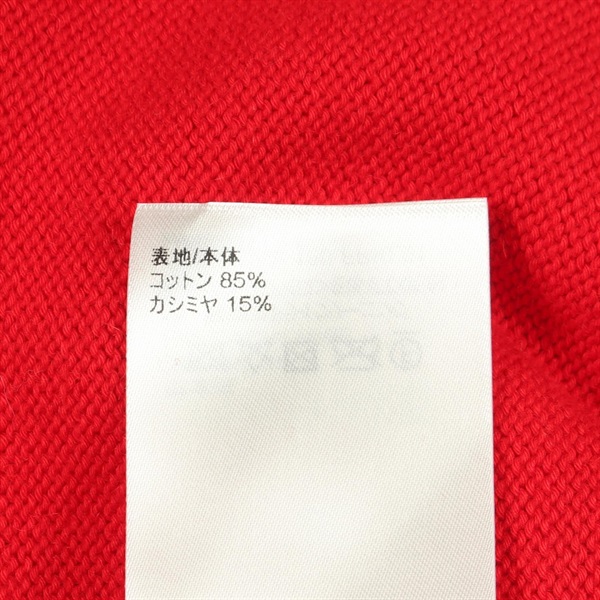 表地/本体
コットン 85%
カシミヤ 15%